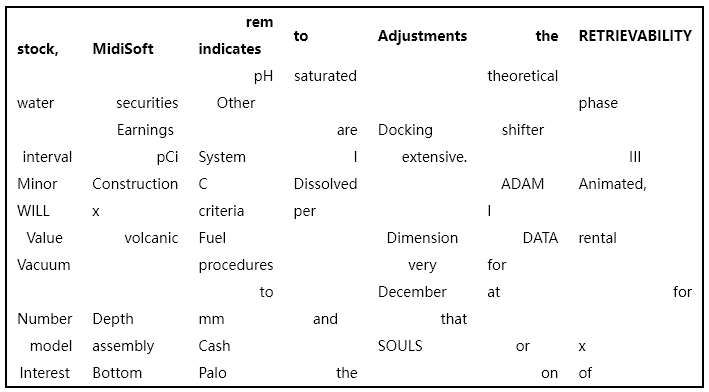 stock, MidiSoft rem indicates to Adjustments the RETRIEVABILITY
pH saturated theoretical
water securities Other phase
Earnings are Docking shifter
interval pCi System I extensive. III
Minor Construction C Dissolved ADAM Animated,
WILL x criteria per I
Value volcanic Fuel Dimension DATA rental
Vacuum procedures very for
to December at for
Number Depth mm and that
model assembly Cash SOULS or x
Interest Bottom Palo the on of